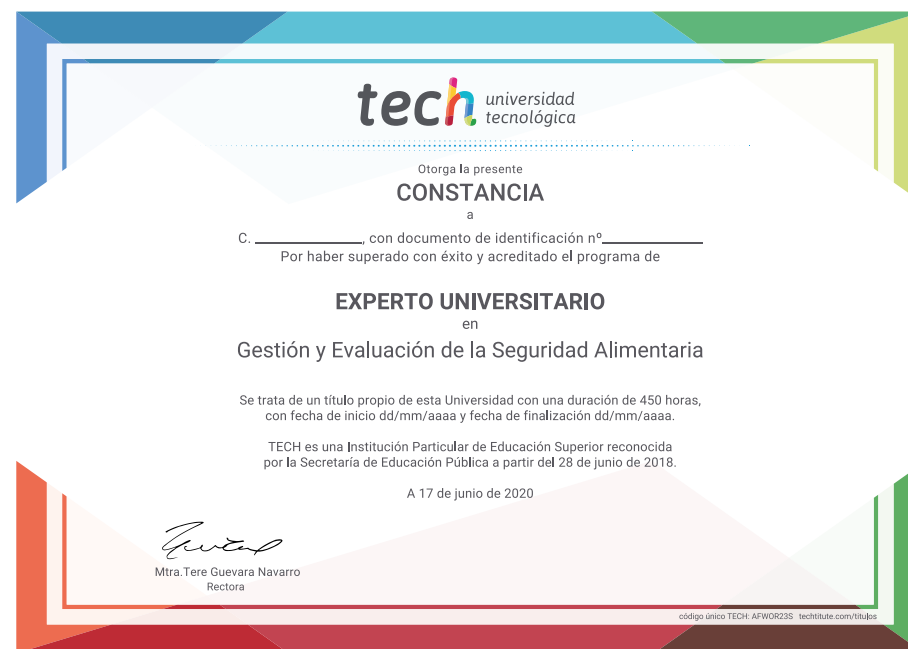 tech universidad
tecnológica
Otorga la presente
CONSTANCIA
a
C. ____________, con documento de identificación nº____________
Por haber superado con éxito y acreditado el programa de
EXPERTO UNIVERSITARIO
en
Gestión y Evaluación de la Seguridad Alimentaria
Se trata de un título propio de esta Universidad con una duración de 450 horas,
con fecha de inicio dd/mm/aaaa y fecha de finalización dd/mm/aaaa.
TECH es una Institución Particular de Educación Superior reconocida
por la Secretaría de Educación Pública a partir del 28 de junio de 2018.
A 17 de junio de 2020
Mtra.Tere Guevara Navarro
Rectora
código único TECH: AFWOR23S techtitute.com/titulos